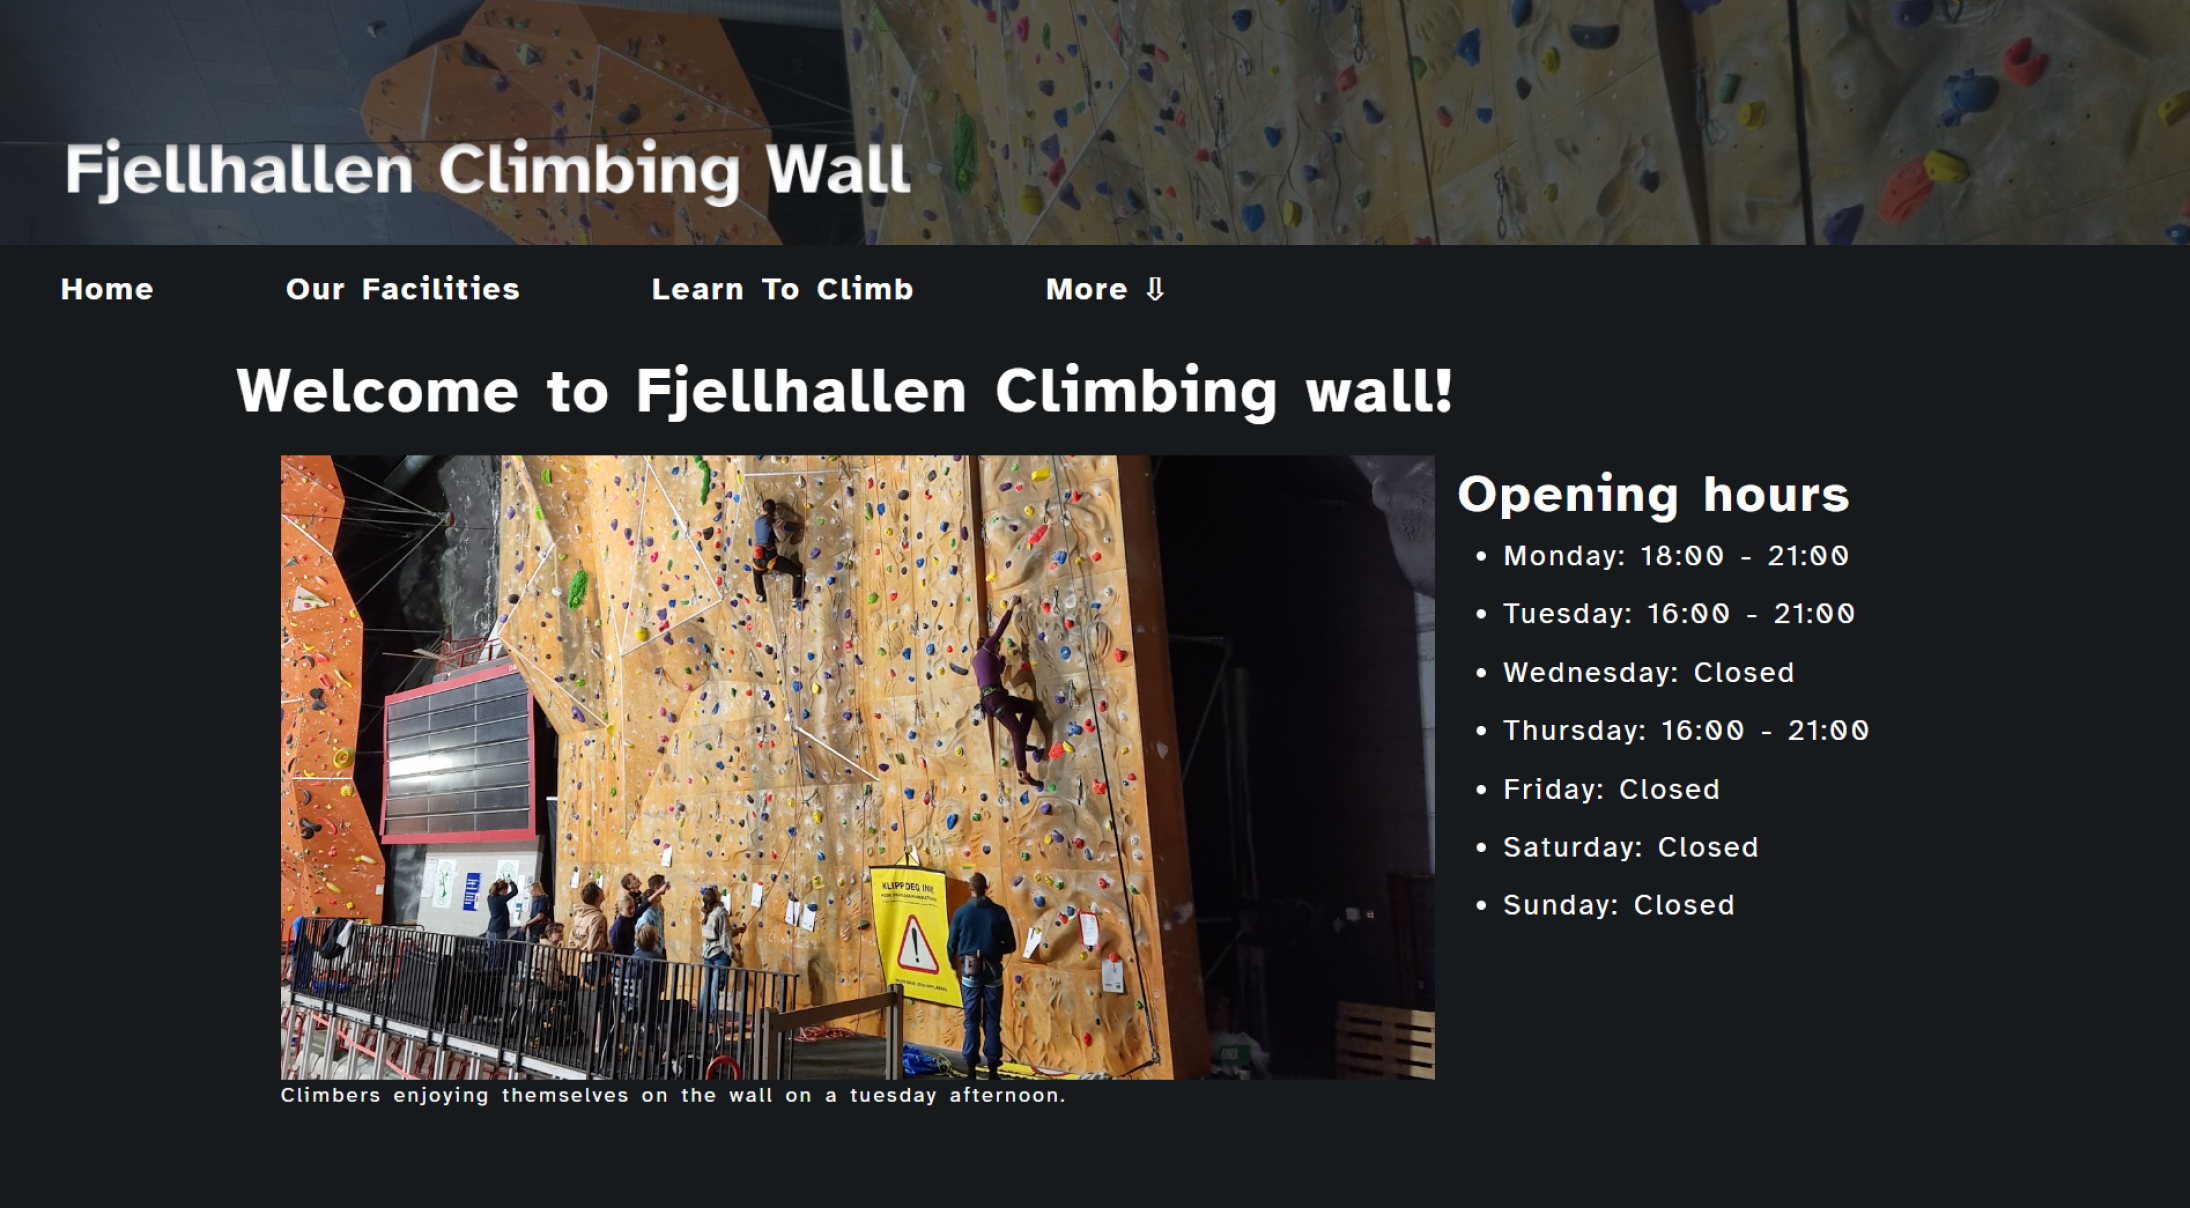 Fjellhallen Climbing Wall
Home
Our Facilities
Learn To Climb
More ⇩
Welcome to Fjellhallen Climbing wall!
KLIPP DEG INN
Opening hours
• Monday: 18:00 - 21:00
• Tuesday: 16:00 - 21:00
• Wednesday: Closed
• Thursday: 16:00 - 21:00
• Friday: Closed
• Saturday: Closed
• Sunday: Closed
Climbers enjoying themselves on the wall on a tuesday afternoon.